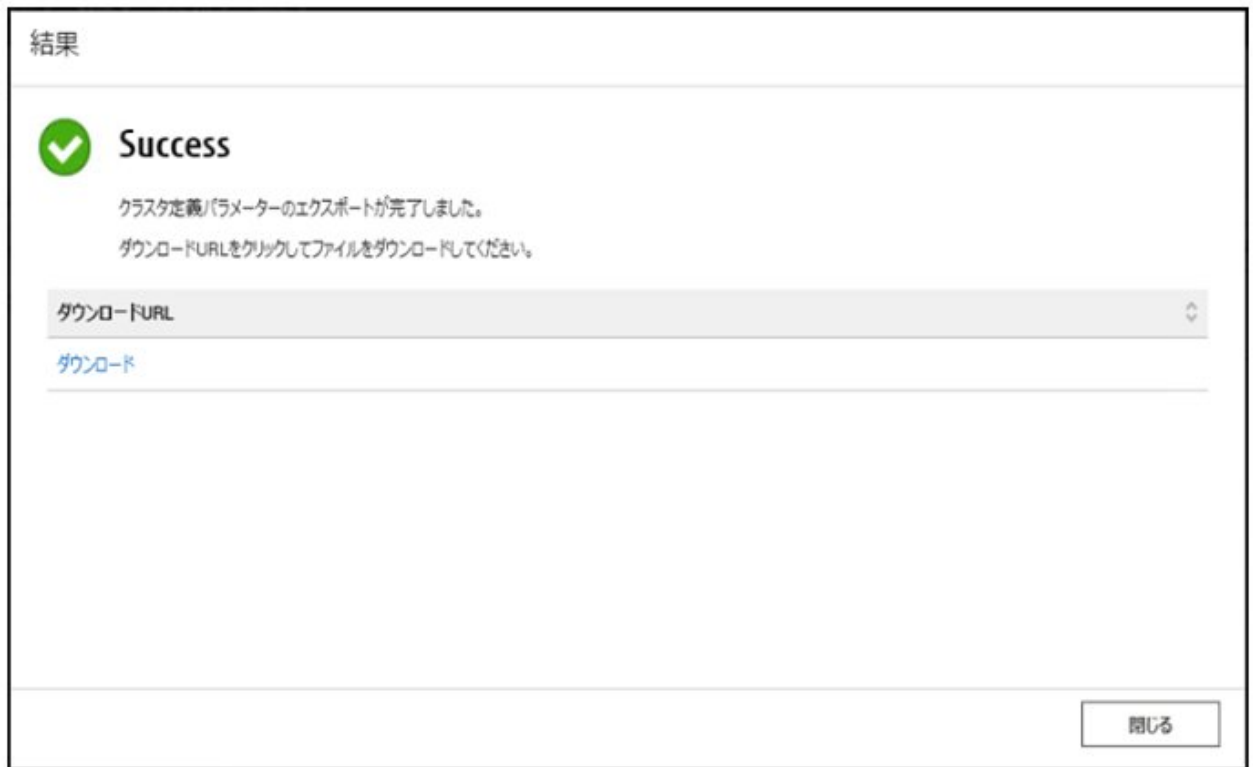 結果
Success
クラスタ定義パラメーターのエクスポートが完了しました。
ダウンロードURLをクリックしてファイルをダウンロードしてください。
ダウンロードURL
ダウンロード
閉じる